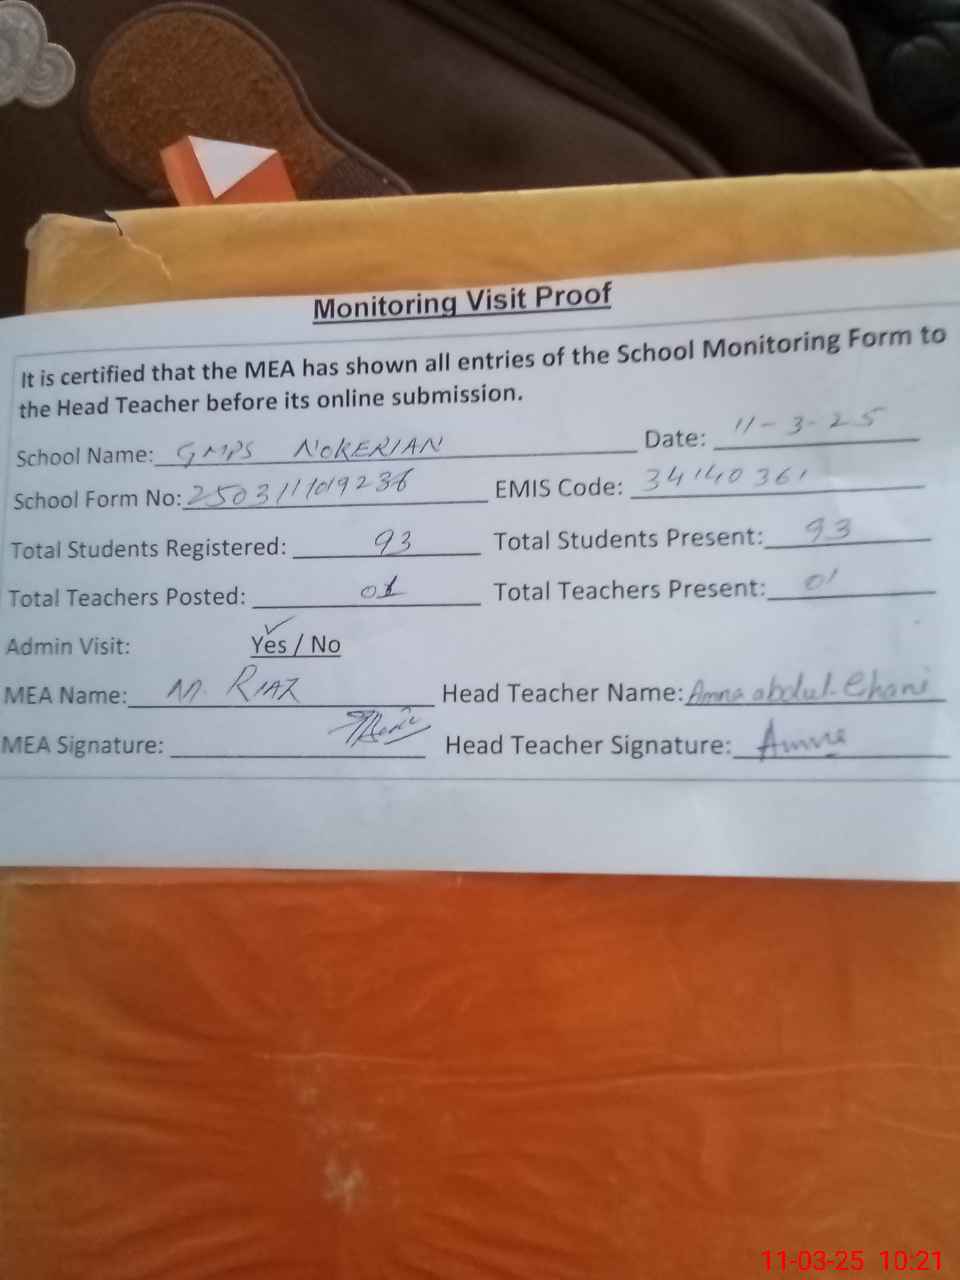 Monitoring Visit Proof
It is certified that the MEA has shown all entries of the School Monitoring Form to
the Head Teacher before its online submission.
School Name: GMPS NOKERIAN Date: 11-3-25
School Form No: 2503111019236 EMIS Code: 34140361
Total Students Registered: 93 Total Students Present: 93
Total Teachers Posted: 01 Total Teachers Present: 01
Admin Visit: Yes / No
MEA Name: M. RIAZ Head Teacher Name: Amna abdul Ghani
MEA Signature: Head Teacher Signature: Amna
11-03-25 10:21